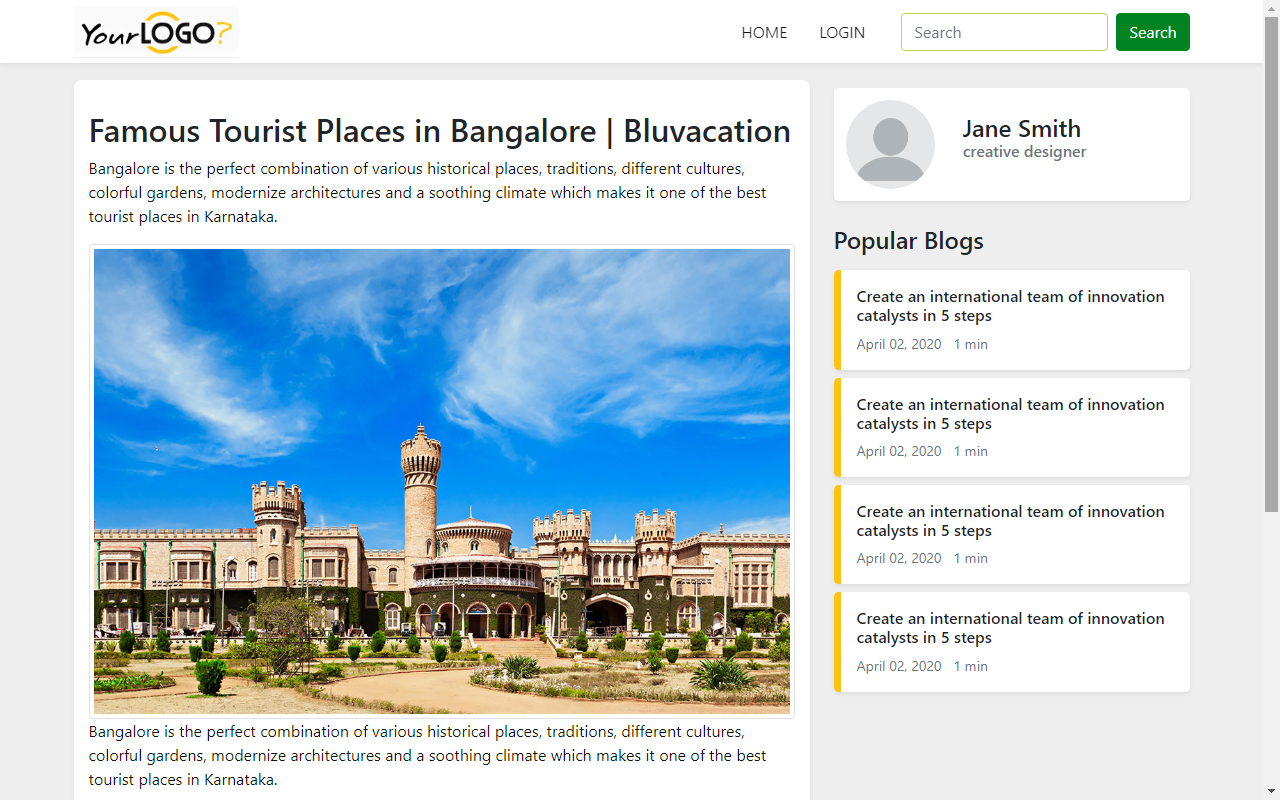 YourLOGO?
HOME
LOGIN
Search
Search
Famous Tourist Places in Bangalore | Bluvacation
Bangalore is the perfect combination of various historical places, traditions, different cultures,
colorful gardens, modernize architectures and a soothing climate which makes it one of the best
tourist places in Karnataka.
Bangalore is the perfect combination of various historical places, traditions, different cultures,
colorful gardens, modernize architectures and a soothing climate which makes it one of the best
tourist places in Karnataka.
Jane Smith
creative designer
Popular Blogs
Create an international team of innovation
catalysts in 5 steps
April 02, 2020 1 min
Create an international team of innovation
catalysts in 5 steps
April 02, 2020 1 min
Create an international team of innovation
catalysts in 5 steps
April 02, 2020 1 min
Create an international team of innovation
catalysts in 5 steps
April 02, 2020 1 min